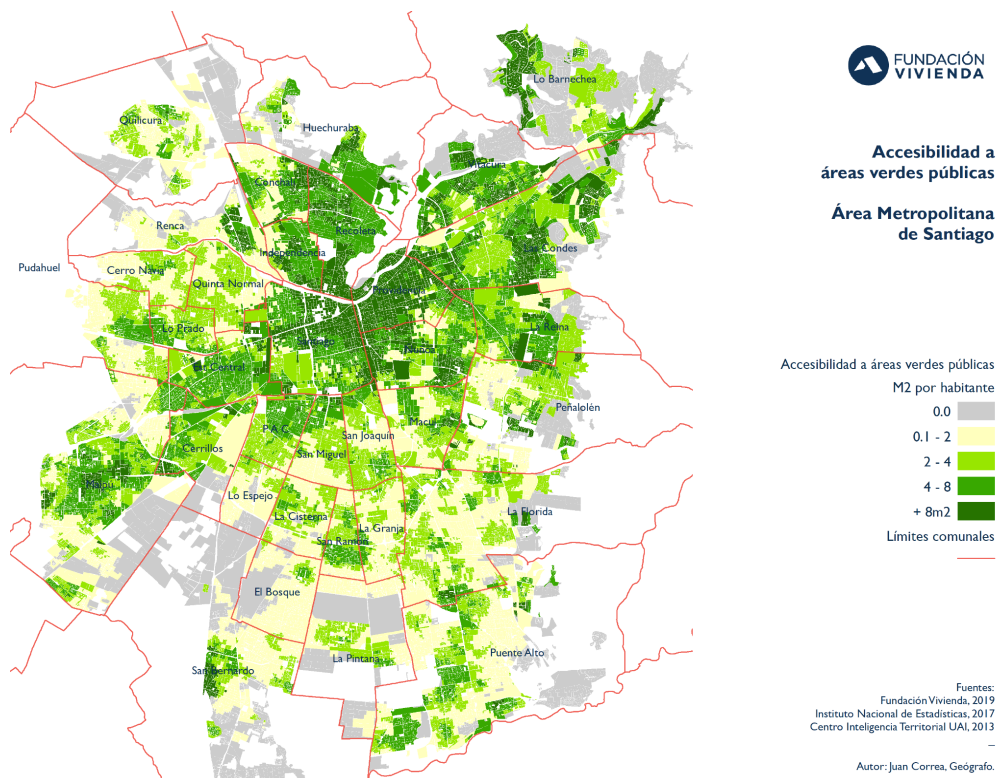 FUNDACIÓN
VIVIENDA
Accesibilidad a
áreas verdes públicas
Área Metropolitana
de Santiago
Lo Barnechea
Quilicura
Huechuraba
Vitacura
Conchalí
Renca
Recoleta
Independencia
Las Condes
Pudahuel
Cerro Navia
Quinta Normal
Providencia
Lo Prado
La Reina
Santiago
Ñuñoa
Est Central
Peñalolén
Macul
P A C
San Joaquín
Cerrillos
San Miguel
Maipú
Lo Espejo
La Cisterna
La Florida
La Granja
San Ramón
El Bosque
Puente Alto
La Pintana
San Bernardo
Accesibilidad a áreas verdes públicas
M2 por habitante
0.0
0.1 - 2
2 - 4
4 - 8
+ 8m2
Límites comunales
Fuentes:
Fundación Vivienda, 2019
Instituto Nacional de Estadísticas, 2017
Centro Inteligencia Territorial UAI, 2013
–
Autor: Juan Correa, Geógrafo.